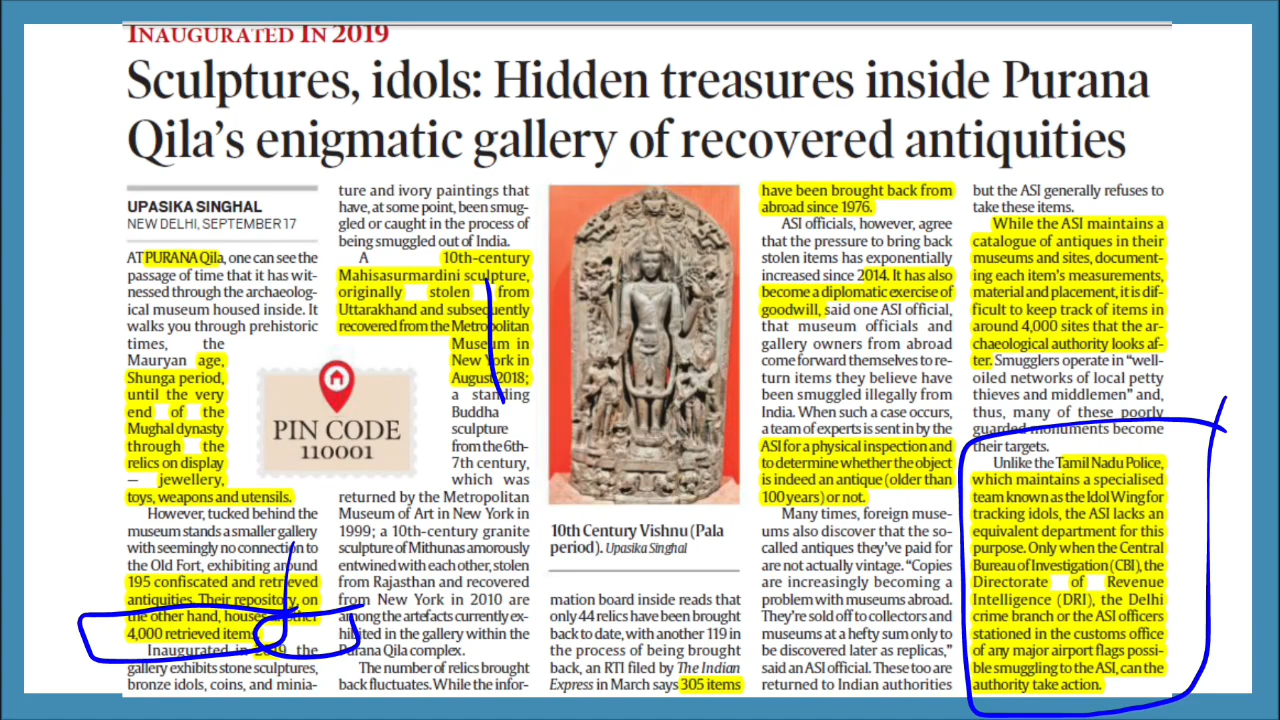 INAUGURATED IN 2019
Sculptures, idols: Hidden treasures inside Purana
Qila's enigmatic gallery of recovered antiquities
UPASIKA SINGHAL
NEW DELHI, SEPTEMBER 17
AT PURANA Qila, one can see the
passage of time that it has wit-
nessed through the archaeolog-
ical museum housed inside. It
walks you through prehistoric
times, the
Mauryan age,
Shunga period,
until the very
end of the
Mughal dynasty
through the
relics on display
— jewellery,
toys, weapons and utensils.
However, tucked behind the
museum stands a smaller gallery
with seemingly no connection to
the Old Fort, exhibiting around
195 confiscated and retrieved
antiquities. Their repository, on
the other hand, houses another
4,000 retrieved items.
Inaugurated in 2019, the
gallery exhibits stone sculptures,
bronze idols, coins, and minia-
PIN CODE
110001
ture and ivory paintings that
have, at some point, been smug-
gled or caught in the process of
being smuggled out of India.
A 10th-century
Mahisasurmardini sculpture,
originally stolen from
Uttarakhand and subsequently
recovered from the Metropolitan
Museum in
New York in
August 2018;
a standing
Buddha
sculpture
from the 6th-
7th century,
which was
returned by the Metropolitan
Museum of Art in New York in
1999; a 10th-century granite
sculpture of Mithunas amorously
entwined with each other, stolen
from Rajasthan and recovered
from New York in 2010 are
among the artefacts currently ex-
hibited in the gallery within the
Purana Qila complex.
The number of relics brought
back fluctuates. While the infor-
10th Century Vishnu (Pala
period). Upasika Singhal
mation board inside reads that
only 44 relics have been brought
back to date, with another 119 in
the process of being brought
back, an RTI filed by The Indian
Express in March says 305 items
have been brought back from
abroad since 1976.
ASI officials, however, agree
that the pressure to bring back
stolen items has exponentially
increased since 2014. It has also
become a diplomatic exercise of
goodwill, said one ASI official,
that museum officials and
gallery owners from abroad
come forward themselves to re-
turn items they believe have
been smuggled illegally from
India. When such a case occurs,
a team of experts is sent in by the
ASI for a physical inspection and
to determine whether the object
is indeed an antique (older than
100 years) or not.
Many times, foreign muse-
ums also discover that the so-
called antiques they've paid for
are not actually vintage. “Copies
are increasingly becoming a
problem with museums abroad.
They're sold off to collectors and
museums at a hefty sum only to
be discovered later as replicas,”
said an ASI official. These too are
returned to Indian authorities
but the ASI generally refuses to
take these items.
While the ASI maintains a
catalogue of antiques in their
museums and sites, document-
ing each item's measurements,
material and placement, it is dif-
ficult to keep track of items in
around 4,000 sites that the ar-
chaeological authority looks af-
ter. Smugglers operate in “well-
oiled networks of local petty
thieves and middlemen” and,
thus, many of these poorly
guarded monuments become
their targets.
Unlike the Tamil Nadu Police,
which maintains a specialised
team known as the Idol Wing for
tracking idols, the ASI lacks an
equivalent department for this
purpose. Only when the Central
Bureau of Investigation (CBI), the
Directorate of Revenue
Intelligence (DRI), the Delhi
crime branch or the ASI officers
stationed in the customs office
of any major airport flags possi-
ble smuggling to the ASI, can the
authority take action.